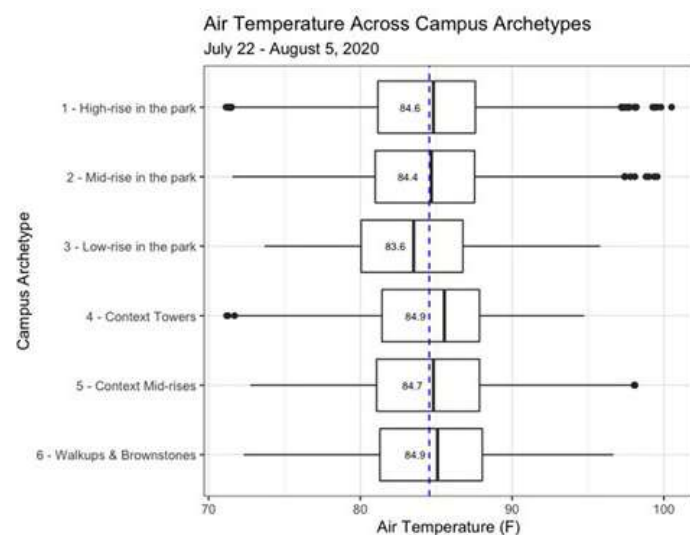 Air Temperature Across Campus Archetypes
July 22 - August 5, 2020
Campus Archetype
1 - High-rise in the park
84.6
2 - Mid-rise in the park
84.4
3 - Low-rise in the park
83.6
4 - Context Towers
84.9
5 - Context Mid-rises
84.7
6 - Walkups & Brownstones
84.9
70
80
90
100
Air Temperature (F)